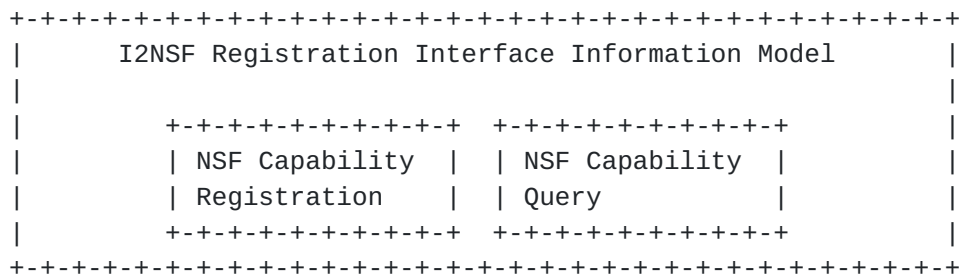 +-+-+-+-+-+-+-+-+-+-+-+-+-+-+-+-+-+-+-+-+-+-+-+-+-+-+-+-+-+-+
|      I2NSF Registration Interface Information Model       |
|                                                           |
|         +-+-+-+-+-+-+-+-+-+  +-+-+-+-+-+-+-+-+-+          |
|         | NSF Capability  |  | NSF Capability  |          |
|         | Registration    |  | Query           |          |
|         +-+-+-+-+-+-+-+-+-+  +-+-+-+-+-+-+-+-+-+          |
+-+-+-+-+-+-+-+-+-+-+-+-+-+-+-+-+-+-+-+-+-+-+-+-+-+-+-+-+-+-+